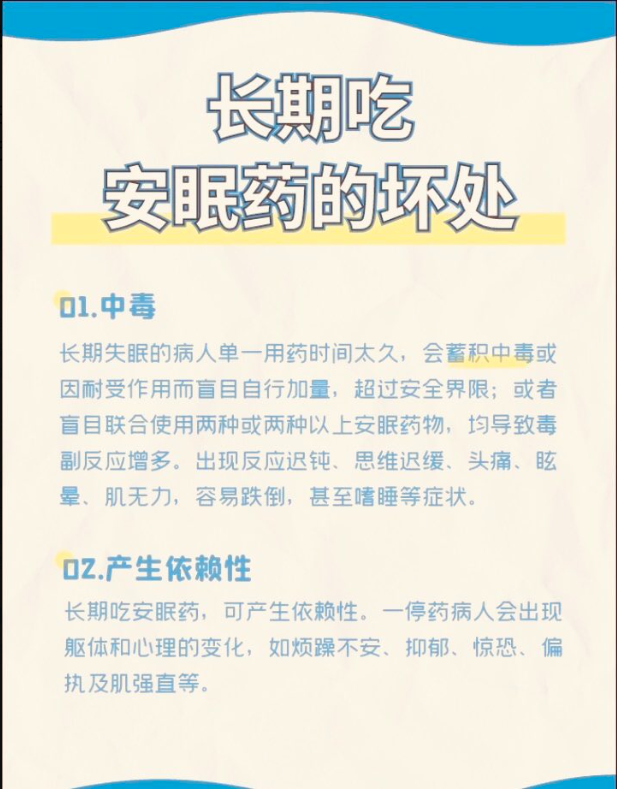 长期吃
安眠药的坏处
01.中毒
长期失眠的病人单一用药时间太久，会蓄积中毒或
因耐受作用而盲目自行加量，超过安全界限；或者
盲目联合使用两种或两种以上安眠药物，均导致毒
副反应增多。出现反应迟钝、思维迟缓、头痛、眩
晕、肌无力，容易跌倒，甚至嗜睡等症状。
02.产生依赖性
长期吃安眠药，可产生依赖性。一停药病人会出现
躯体和心理的变化，如烦躁不安、抑郁、惊恐、偏
执及肌强直等。